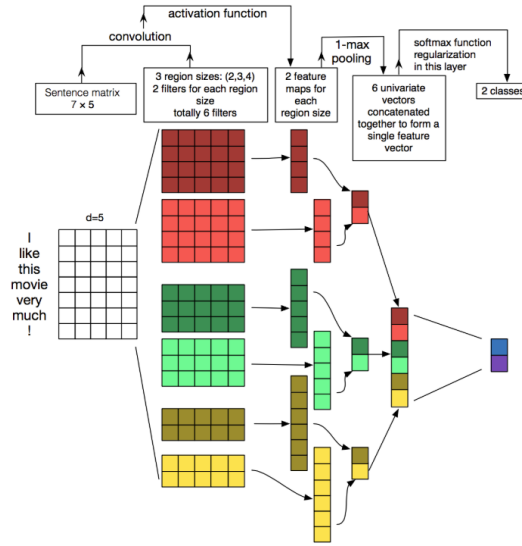 activation function
convolution
1-max
pooling
softmax function
regularization
in this layer
Sentence matrix
7 × 5
3 region sizes: (2,3,4)
2 filters for each region
size
totally 6 filters
2 feature
maps for
each
region size
6 univariate
vectors
concatenated
together to form a
single feature
vector
2 classes
d=5
I
like
this
movie
very
much
!